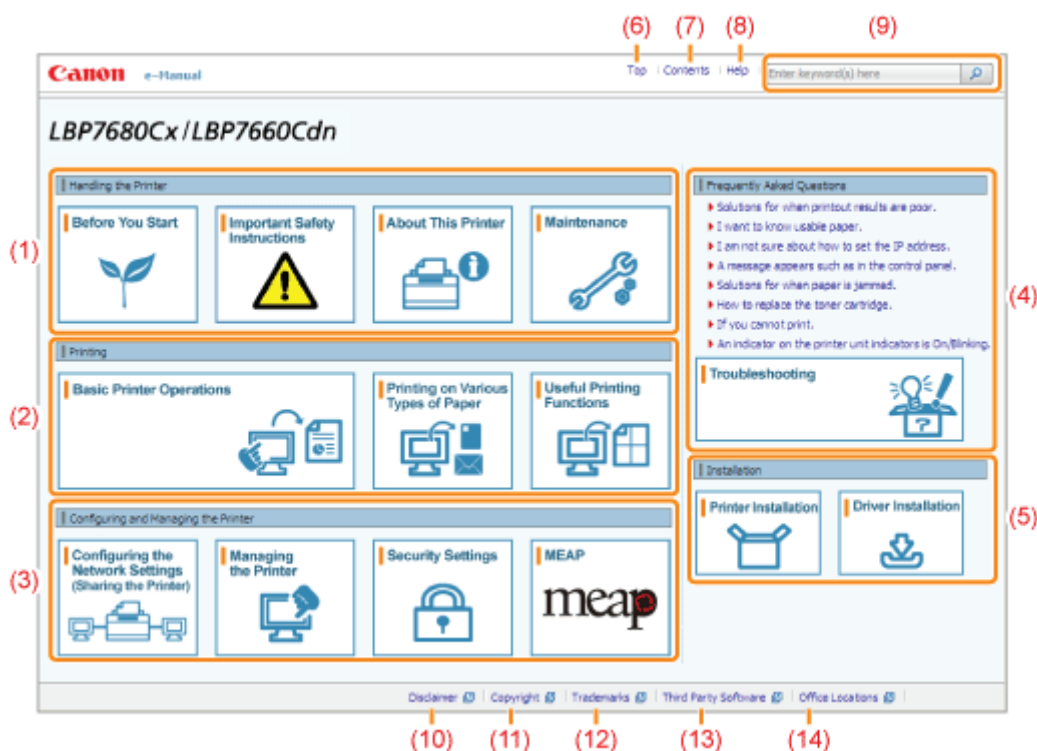 (6) (7) (8) (9)
Canon e-Manual
Top | Contents | Help
Enter keyword(s) here
LBP7680Cx / LBP7660Cdn
(1)
Handling the Printer
Before You Start
Important Safety
Instructions
About This Printer
Maintenance
(2)
Printing
Basic Printer Operations
Printing on Various
Types of Paper
Useful Printing
Functions
(3)
Configuring and Managing the Printer
Configuring the
Network Settings
(Sharing the Printer)
Managing
the Printer
Security Settings
MEAP
meap
(4)
Frequently Asked Questions
Solutions for when printout results are poor.
I want to know usable paper.
I am not sure about how to set the IP address.
A message appears such as in the control panel.
Solutions for when paper is jammed.
How to replace the toner cartridge.
If you cannot print.
An indicator on the printer unit indicators is On/Blinking.
Troubleshooting
?
(5)
Installation
Printer Installation
Driver Installation
Disclaimer | Copyright | Trademarks | Third Party Software | Office Locations |
(10) (11) (12) (13) (14)